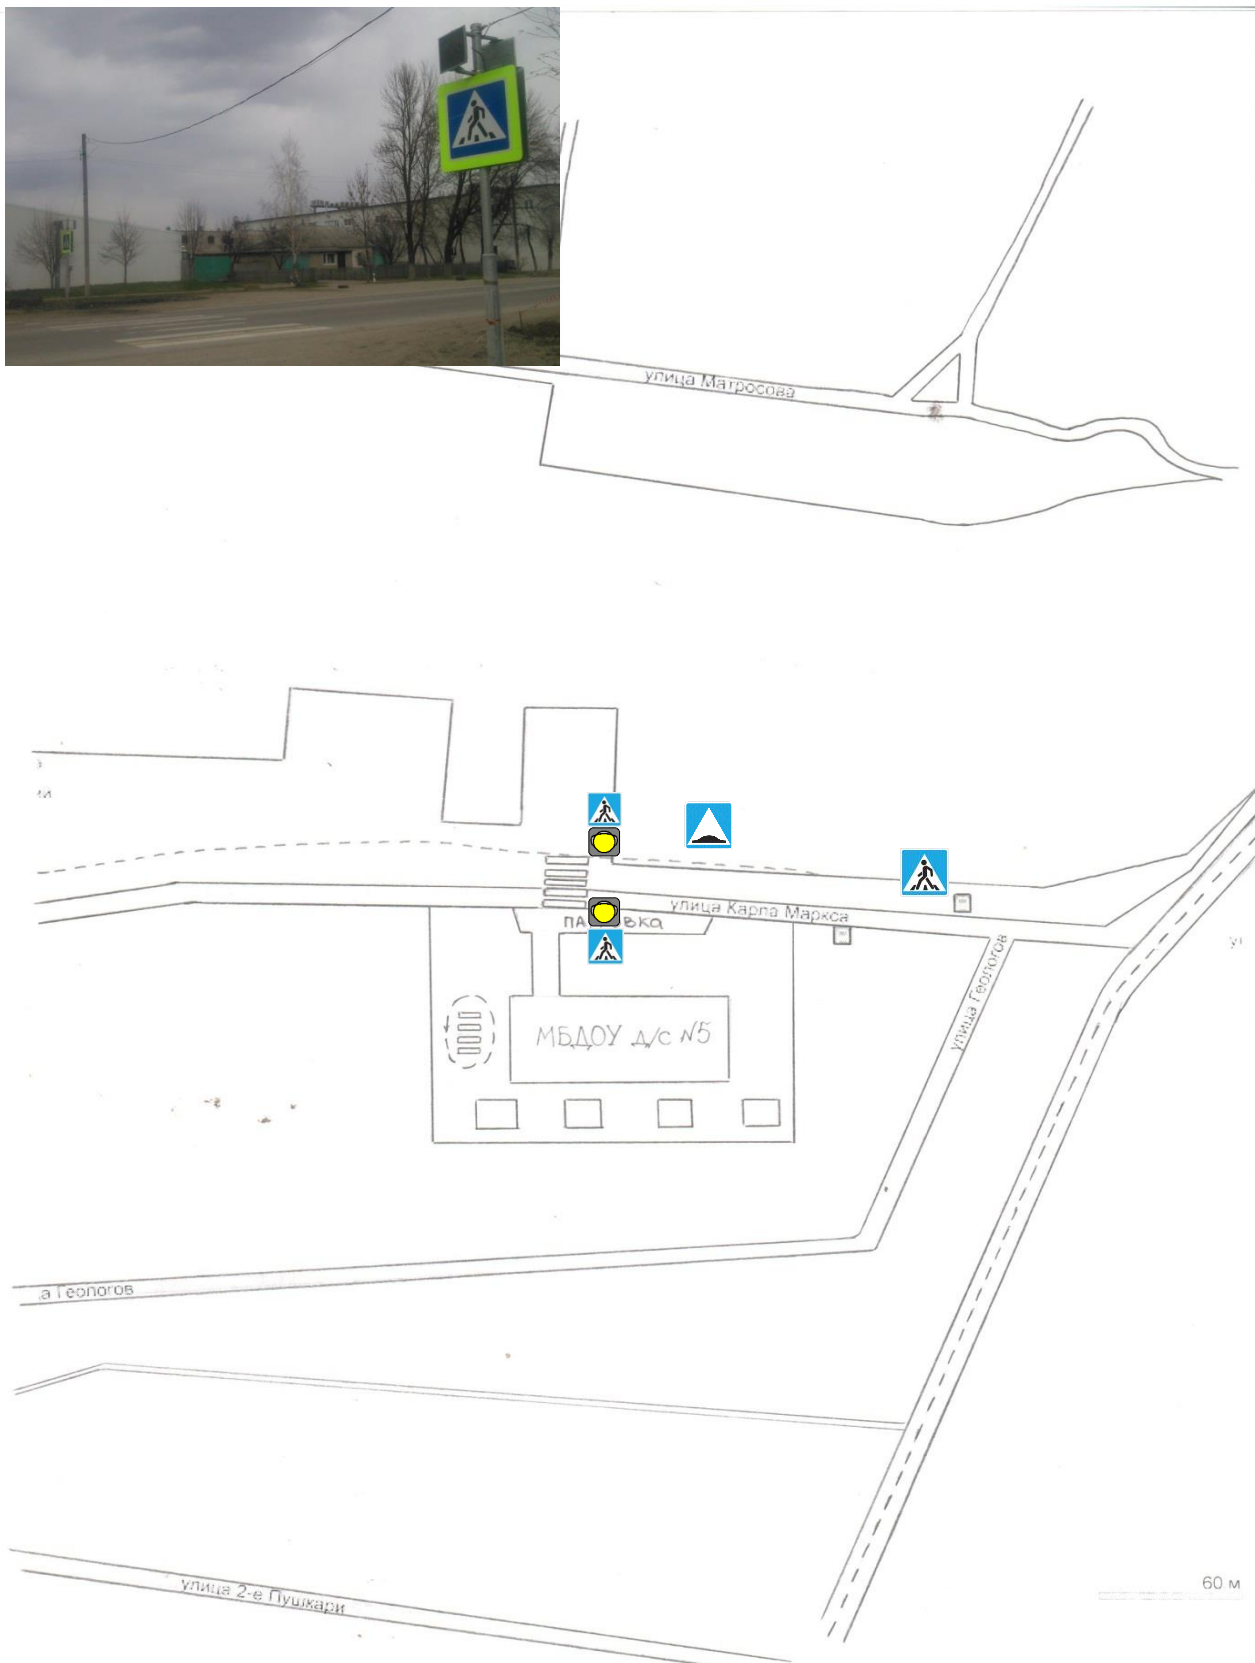 улица Матросова
улица Карла Маркса
улица Геологов
МБДОУ д/с №5
а Геологов
улица 2-е Пушкари
60 м